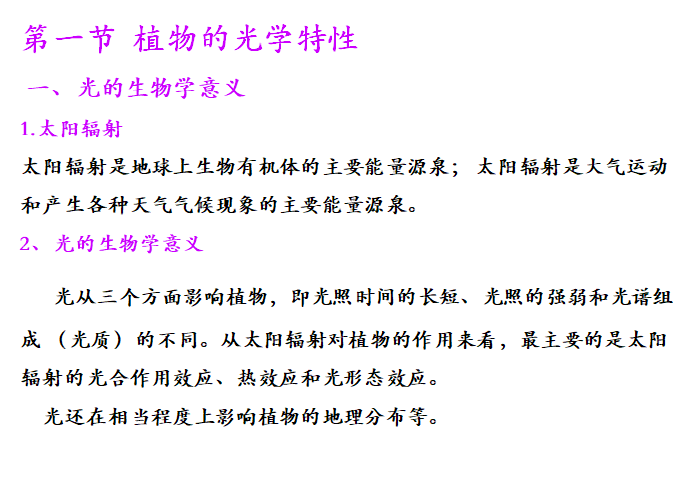 第一节 植物的光学特性
一、光的生物学意义
1.太阳辐射
太阳辐射是地球上生物有机体的主要能量源泉；太阳辐射是大气运动
和产生各种天气气候现象的主要能量源泉。
2、光的生物学意义
光从三个方面影响植物，即光照时间的长短、光照的强弱和光谱组
成（光质）的不同。从太阳辐射对植物的作用来看，最主要的是太阳
辐射的光合作用效应、热效应和光形态效应。
光还在相当程度上影响植物的地理分布等。